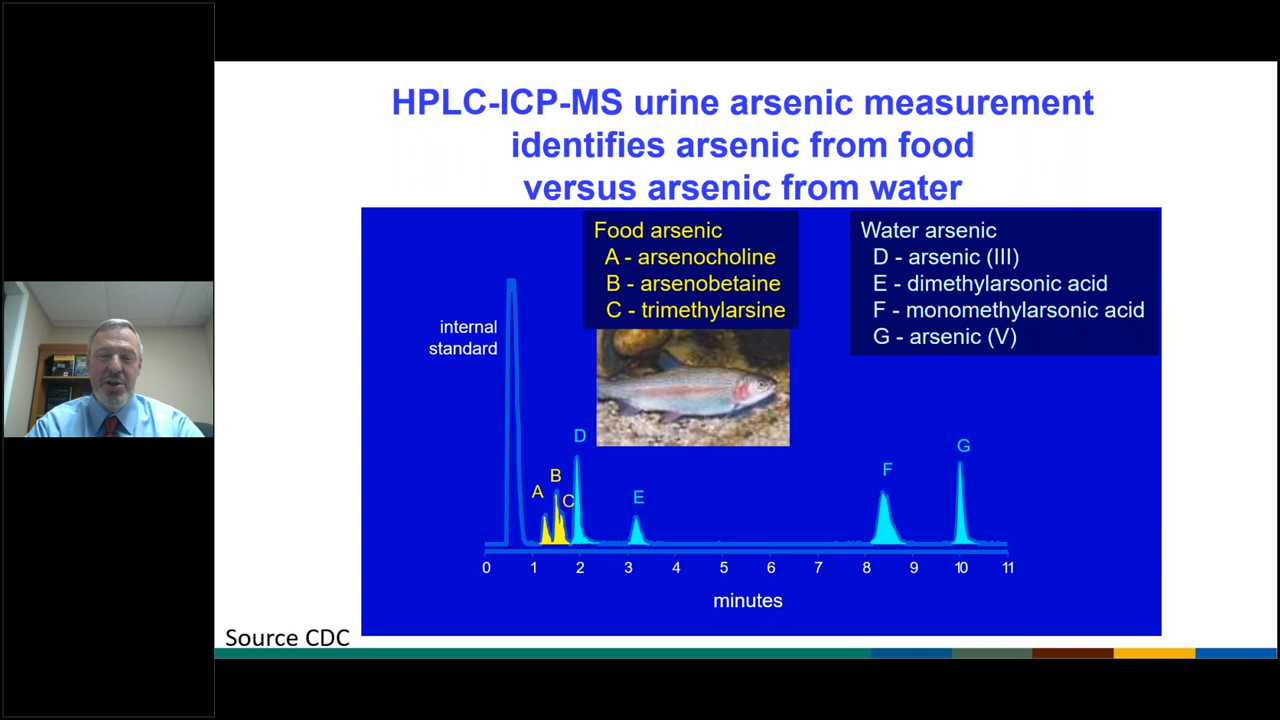 HPLC-ICP-MS urine arsenic measurement
identifies arsenic from food
versus arsenic from water
Food arsenic
A - arsenocholine
B - arsenobetaine
C - trimethylarsine
Water arsenic
D - arsenic (III)
E - dimethylarsonic acid
F - monomethylarsonic acid
G - arsenic (V)
internal
standard
A
B
C
D
E
F
G
0 1 2 3 4 5 6 7 8 9 10 11
minutes
Source CDC